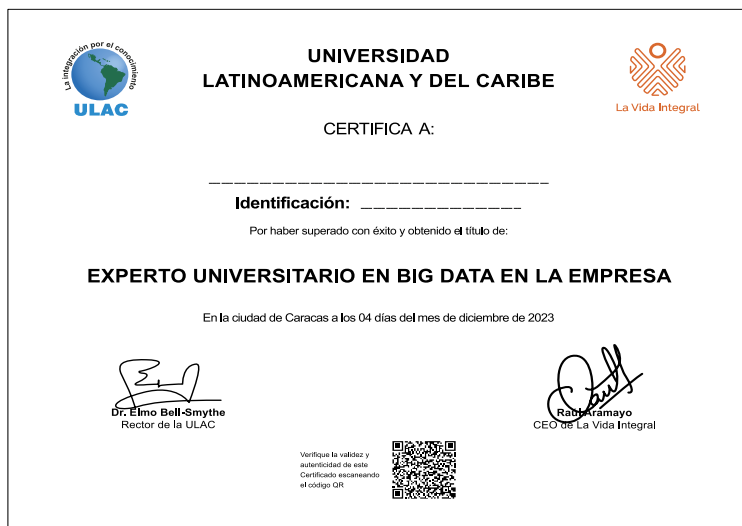 La integración por el conocimiento
ULAC
UNIVERSIDAD
LATINOAMERICANA Y DEL CARIBE
La Vida Integral
CERTIFICA A:
Identificación:
Por haber superado con éxito y obtenido el título de:
EXPERTO UNIVERSITARIO EN BIG DATA EN LA EMPRESA
En la ciudad de Caracas a los 04 días del mes de diciembre de 2023
Dr. Elmo Bell-Smythe
Rector de la ULAC
Raúl Aramayo
CEO de La Vida Integral
Verifique la validez y
autenticidad de este
Certificado escaneando
el código QR